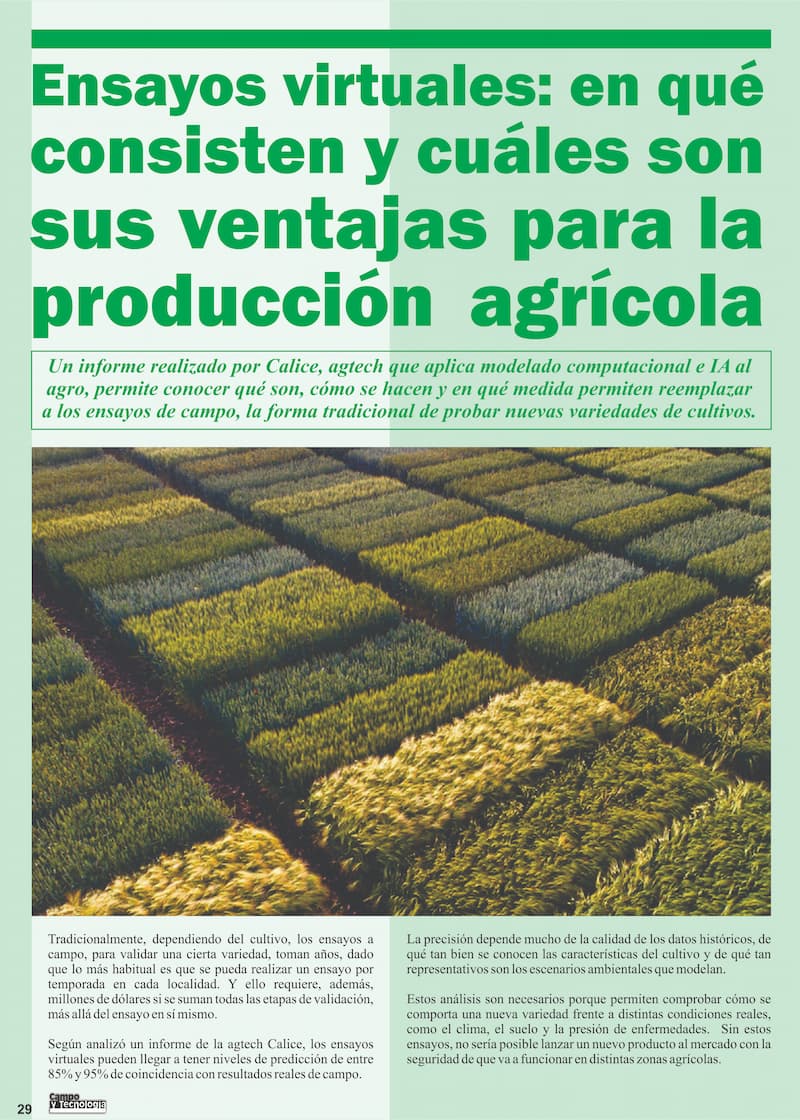 Ensayos virtuales: en qué
consisten y cuáles son
sus ventajas para la
producción agrícola
Un informe realizado por Calice, agtech que aplica modelado computacional e IA al
agro, permite conocer qué son, cómo se hacen y en qué medida permiten reemplazar
a los ensayos de campo, la forma tradicional de probar nuevas variedades de cultivos.
Tradicionalmente, dependiendo del cultivo, los ensayos a
campo, para validar una cierta variedad, toman años, dado
que lo más habitual es que se pueda realizar un ensayo por
temporada en cada localidad. Y ello requiere, además,
millones de dólares si se suman todas las etapas de validación,
más allá del ensayo en sí mismo.
Según analizó un informe de la agtech Calice, los ensayos
virtuales pueden llegar a tener niveles de predicción de entre
85% y 95% de coincidencia con resultados reales de campo.
La precisión depende mucho de la calidad de los datos históricos, de
qué tan bien se conocen las características del cultivo y de qué tan
representativos son los escenarios ambientales que modelan.
Estos análisis son necesarios porque permiten comprobar cómo se
comporta una nueva variedad frente a distintas condiciones reales,
como el clima, el suelo y la presión de enfermedades. Sin estos
ensayos, no sería posible lanzar un nuevo producto al mercado con la
seguridad de que va a funcionar en distintas zonas agrícolas.
29
Campo
y Tecnología